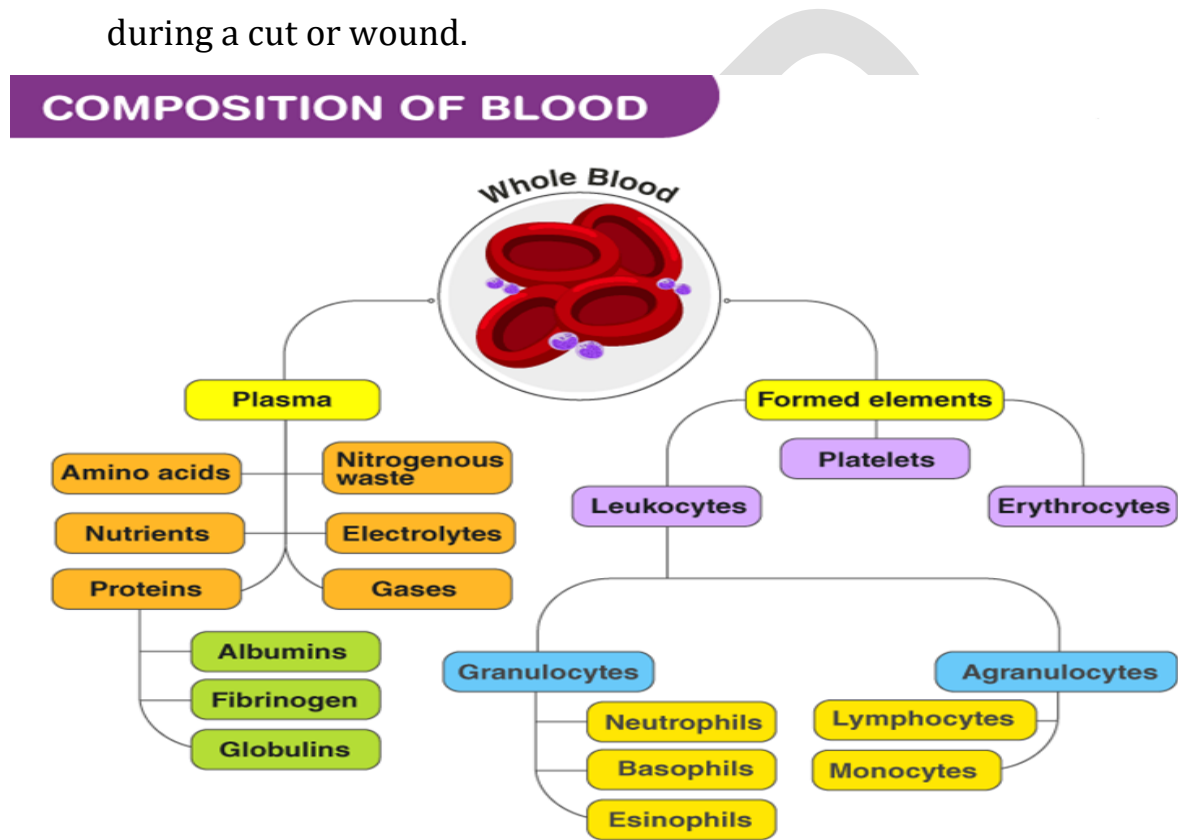 during a cut or wound.
COMPOSITION OF BLOOD
Whole Blood
Plasma
Amino acids
Nitrogenous
waste
Nutrients
Electrolytes
Proteins
Gases
Albumins
Fibrinogen
Globulins
Formed elements
Platelets
Leukocytes
Erythrocytes
Granulocytes
Agranulocytes
Neutrophils
Basophils
Esinophils
Lymphocytes
Monocytes